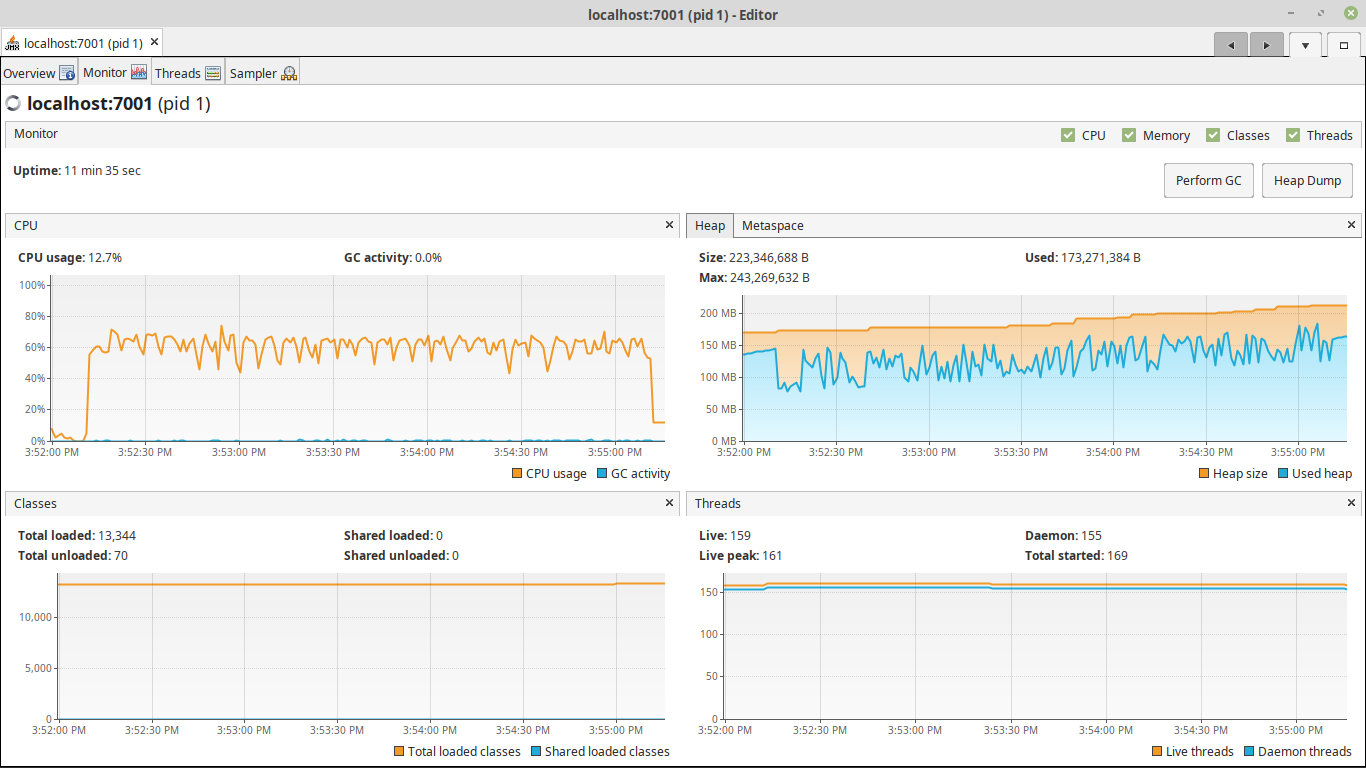 localhost:7001 (pid 1) - Editor
JMX localhost:7001 (pid 1)
Overview Monitor Threads Sampler
localhost:7001 (pid 1)
Monitor CPU Memory Classes Threads
Uptime: 11 min 35 sec
Perform GC Heap Dump
CPU
CPU usage: 12.7% GC activity: 0.0%
100%
80%
60%
40%
20%
0%
3:52:00 PM 3:52:30 PM 3:53:00 PM 3:53:30 PM 3:54:00 PM 3:54:30 PM 3:55:00 PM
CPU usage GC activity
Heap Metaspace
Size: 223,346,688 B Used: 173,271,384 B
Max: 243,269,632 B
200 MB
150 MB
100 MB
50 MB
0 MB
3:52:00 PM 3:52:30 PM 3:53:00 PM 3:53:30 PM 3:54:00 PM 3:54:30 PM 3:55:00 PM
Heap size Used heap
Classes
Total loaded: 13,344 Shared loaded: 0
Total unloaded: 70 Shared unloaded: 0
10,000
5,000
0
3:52:00 PM 3:52:30 PM 3:53:00 PM 3:53:30 PM 3:54:00 PM 3:54:30 PM 3:55:00 PM
Total loaded classes Shared loaded classes
Threads
Live: 159 Daemon: 155
Live peak: 161 Total started: 169
150
100
50
0
3:52:00 PM 3:52:30 PM 3:53:00 PM 3:53:30 PM 3:54:00 PM 3:54:30 PM 3:55:00 PM
Live threads Daemon threads